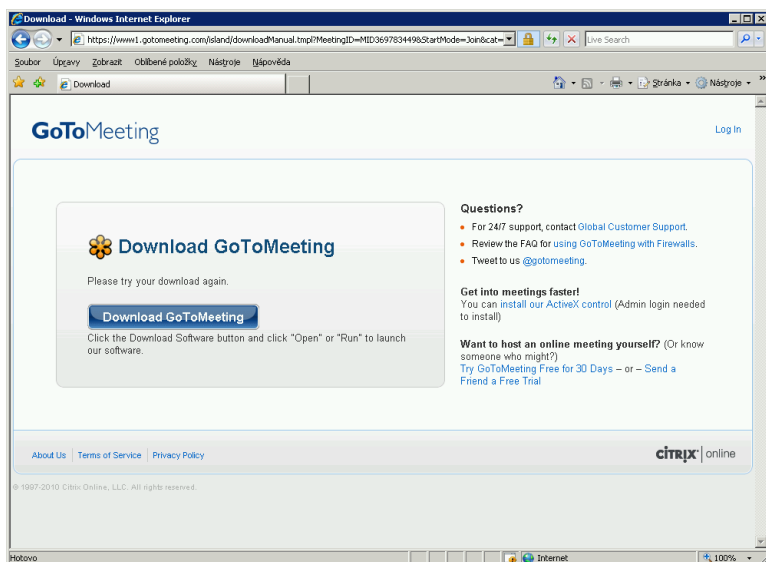 Download - Windows Internet Explorer
https://www1.gotomeeting.com/island/downloadManual.tmpl?MeetingID=MID369783449&StartMode=Join&cat=
Live Search
Soubor Úpravy Zobrazit Oblíbené položky Nástroje Nápověda
Download
Stránka Nástroje
GoToMeeting
Log In
Download GoToMeeting
Please try your download again.
Download GoToMeeting
Click the Download Software button and click "Open" or "Run" to launch
our software.
Questions?
For 24/7 support, contact Global Customer Support.
Review the FAQ for using GoToMeeting with Firewalls.
Tweet to us @gotomeeting.
Get into meetings faster!
You can install our ActiveX control (Admin login needed
to install)
Want to host an online meeting yourself? (Or know
someone who might?)
Try GoToMeeting Free for 30 Days – or – Send a
Friend a Free Trial
About Us | Terms of Service | Privacy Policy
CITRIX | online
© 1997-2010 Citrix Online, LLC. All rights reserved.
Hotovo
Internet
100%